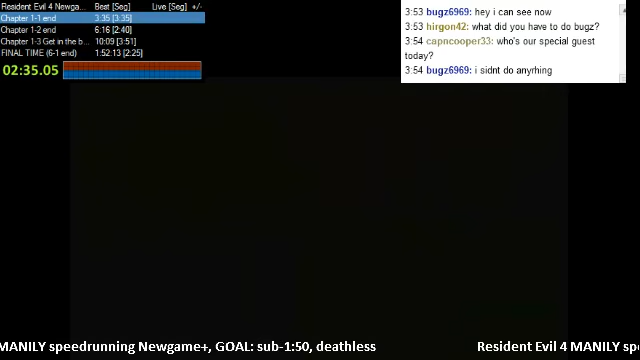 Resident Evil 4 Newga... Best [Seg] Live [Seg] +/-
Chapter 1-1 end 3:35 [3:35]
Chapter 1-2 end 6:16 [2:40]
Chapter 1-3 Get in the b... 10:09 [3:51]
FINAL TIME (6-1 end) 1:52:13 [2:25]
02:35.05
3:53 bugz6969: hey i can see now
3:53 hirgon42: what did you have to do bugz?
3:54 capncooper33: who's our special guest
today?
3:54 bugz6969: i sidnt do anyrhing
MANILY speedrunning Newgame+, GOAL: sub-1:50, deathless Resident Evil 4 MANILY spe